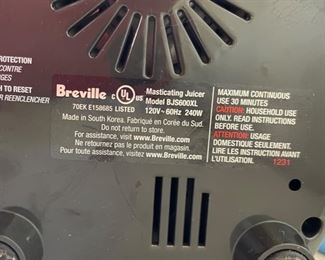 PROTECTION
CONTRE
H TO RESET
R REENCLENCHER
Breville C UL US
Masticating Juicer
Model BJS600XL
70EK E158685 LISTED
120V~60Hz 240W
Made in South Korea. Fabriqué en Corée du Sud.
Do not return to store.
For assistance, visit www.Breville.com
Ne retournez pas le produit en magasin.
Pour toute assistance, visitez www.Breville.com
MAXIMUM CONTINUOUS
USE 30 MINUTES
CAUTION: HOUSEHOLD USE
ONLY. READ INSTRUCTIONS
BEFORE USE.
ATTENTION: USAGE
DOMESTIQUE SEULEMENT.
LIRE LES INSTRUCTION AVANT
L'UTILISATION.
1231